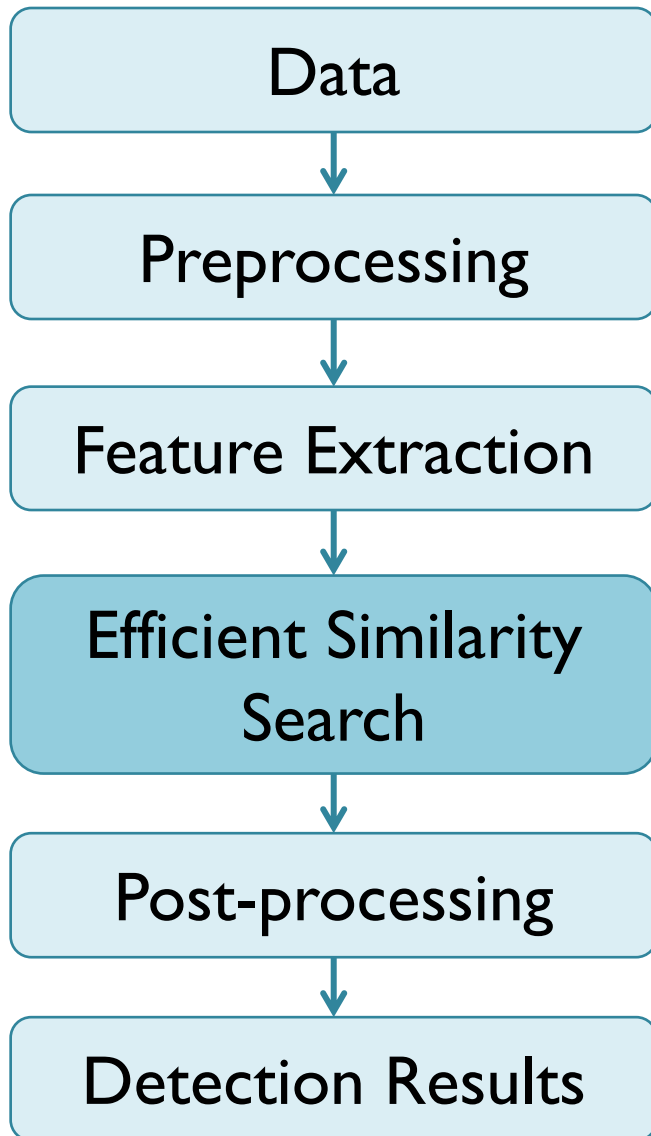 Data
Preprocessing
Feature Extraction
Efficient Similarity
Search
Post-processing
Detection Results